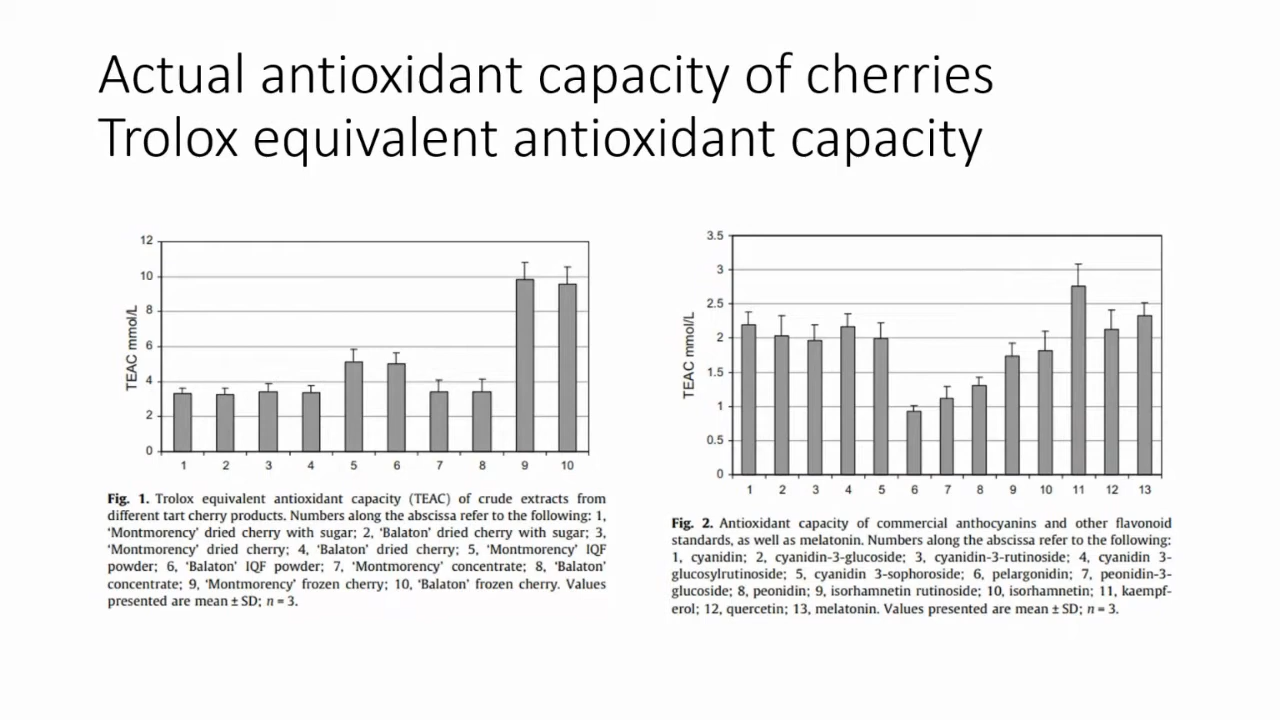 Actual antioxidant capacity of cherries
Trolox equivalent antioxidant capacity
12
10
8
6
4
2
0
TEAC mmol/L
1 2 3 4 5 6 7 8 9 10
Fig. 1. Trolox equivalent antioxidant capacity (TEAC) of crude extracts from
different tart cherry products. Numbers along the abscissa refer to the following: 1,
‘Montmorency’ dried cherry with sugar; 2, ‘Balaton’ dried cherry with sugar; 3,
‘Montmorency’ dried cherry; 4, ‘Balaton’ dried cherry; 5, ‘Montmorency’ IQF
powder; 6, ‘Balaton’ IQF powder; 7, ‘Montmorency’ concentrate; 8, ‘Balaton’
concentrate; 9, ‘Montmorency’ frozen cherry; 10, ‘Balaton’ frozen cherry. Values
presented are mean ± SD; n = 3.
3.5
3
2.5
2
1.5
1
0.5
0
TEAC mmol/L
1 2 3 4 5 6 7 8 9 10 11 12 13
Fig. 2. Antioxidant capacity of commercial anthocyanins and other flavonoid
standards, as well as melatonin. Numbers along the abscissa refer to the following:
1, cyanidin; 2, cyanidin-3-glucoside; 3, cyanidin-3-rutinoside; 4, cyanidin 3-
glucosylrutinoside; 5, cyanidin 3-sophoroside; 6, pelargonidin; 7, peonidin-3-
glucoside; 8, peonidin; 9, isorhamnetin rutinoside; 10, isorhamnetin; 11, kaempf-
erol; 12, quercetin; 13, melatonin. Values presented are mean ± SD; n = 3.